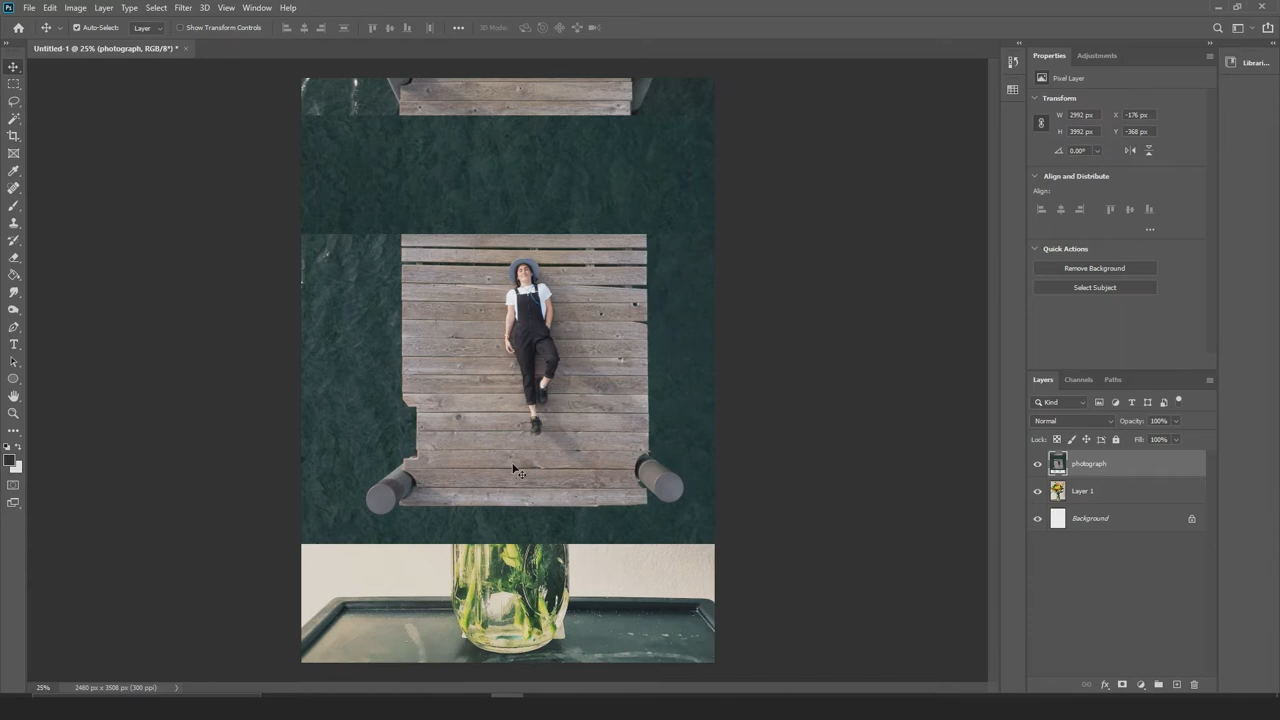 Ps File Edit Image Layer Type Select Filter 3D View Window Help
Auto-Select: Layer Show Transform Controls 3D Mode:
Untitled-1 @ 25% (photograph, RGB/8*) *
Properties Adjustments
Librari...
Pixel Layer
Transform
W 2992 px X -176 px
H 3992 px Y -368 px
0.00°
Align and Distribute
Align:
Quick Actions
Remove Background
Select Subject
Layers Channels Paths
Kind
Normal Opacity: 100%
Lock: Fill: 100%
photograph
Layer 1
Background
25% 2480 px x 3508 px (300 ppi)